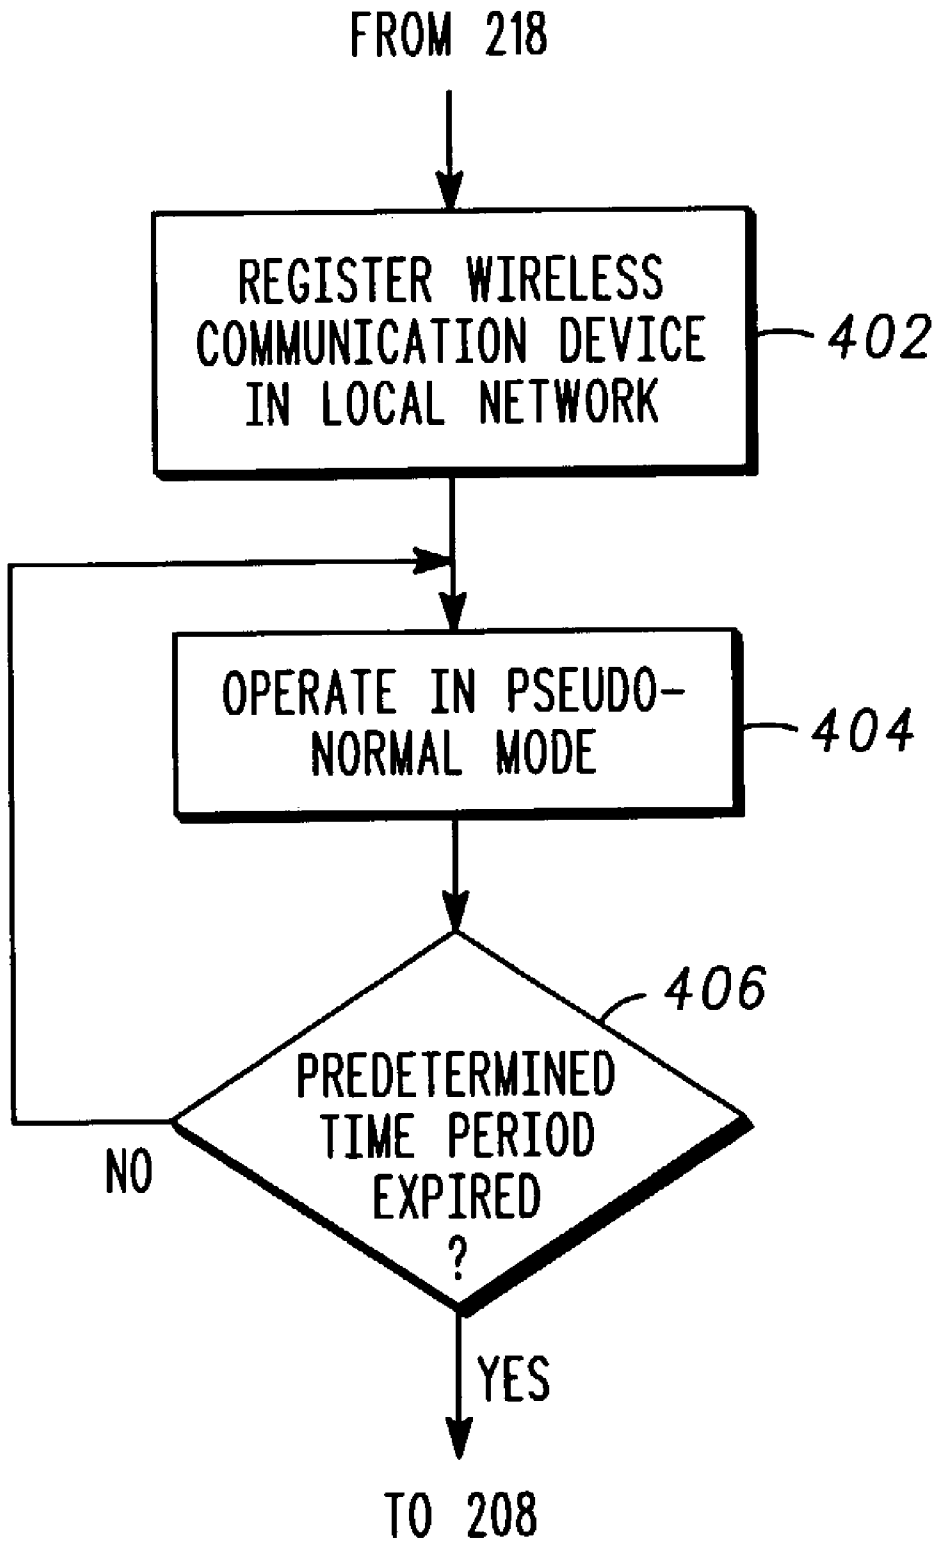 FROM 218
REGISTER WIRELESS
COMMUNICATION DEVICE
IN LOCAL NETWORK
402
OPERATE IN PSEUDO-
NORMAL MODE
404
406
PREDETERMINED
TIME PERIOD
EXPIRED
?
NO
YES
TO 208